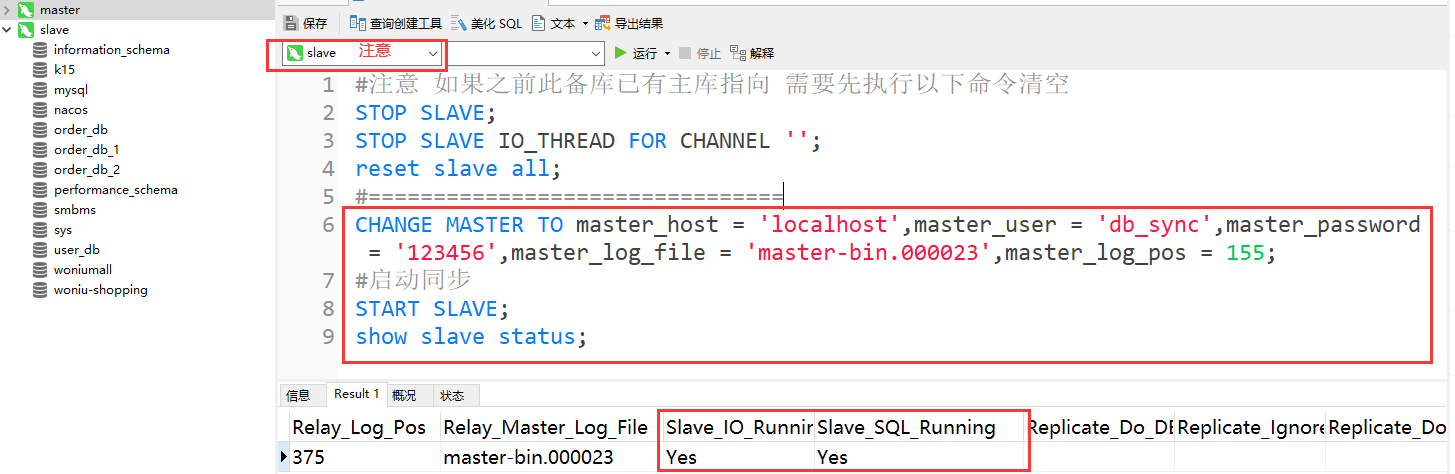 master
slave
information_schema
k15
mysql
nacos
order_db
order_db_1
order_db_2
performance_schema
smbms
sys
user_db
woniumall
woniu-shopping
保存 查询创建工具 美化 SQL 文本 导出结果
slave 注意 运行 停止 解释
1 #注意 如果之前此备库已有主库指向 需要先执行以下命令清空
2 STOP SLAVE;
3 STOP SLAVE IO_THREAD FOR CHANNEL '';
4 reset slave all;
5 #================================
6 CHANGE MASTER TO master_host = 'localhost',master_user = 'db_sync',master_password
= '123456',master_log_file = 'master-bin.000023',master_log_pos = 155;
7 #启动同步
8 START SLAVE;
9 show slave status;
信息 Result 1 概况 状态
Relay_Log_Pos Relay_Master_Log_File Slave_IO_Runnin Slave_SQL_Running Replicate_Do_DB Replicate_Ignore Replicate_Do
375 master-bin.000023 Yes Yes